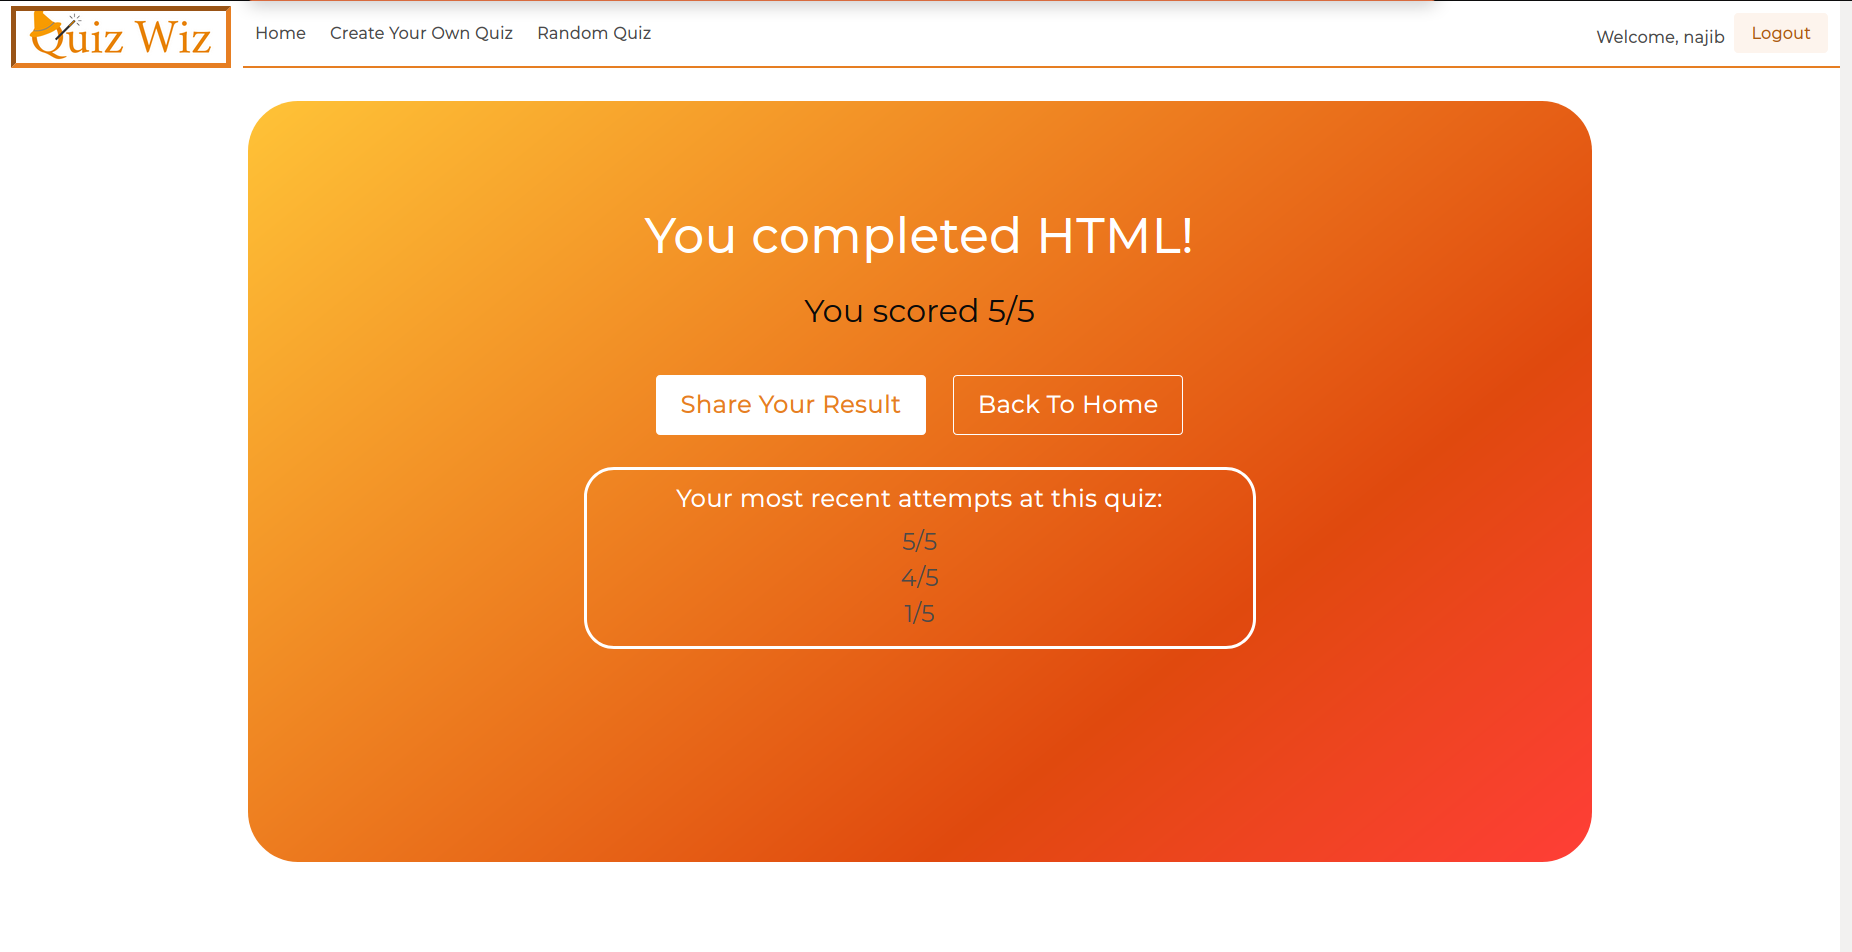 Quiz Wiz
Home Create Your Own Quiz Random Quiz
Welcome, najib Logout
You completed HTML!
You scored 5/5
Share Your Result Back To Home
Your most recent attempts at this quiz:
5/5
4/5
1/5